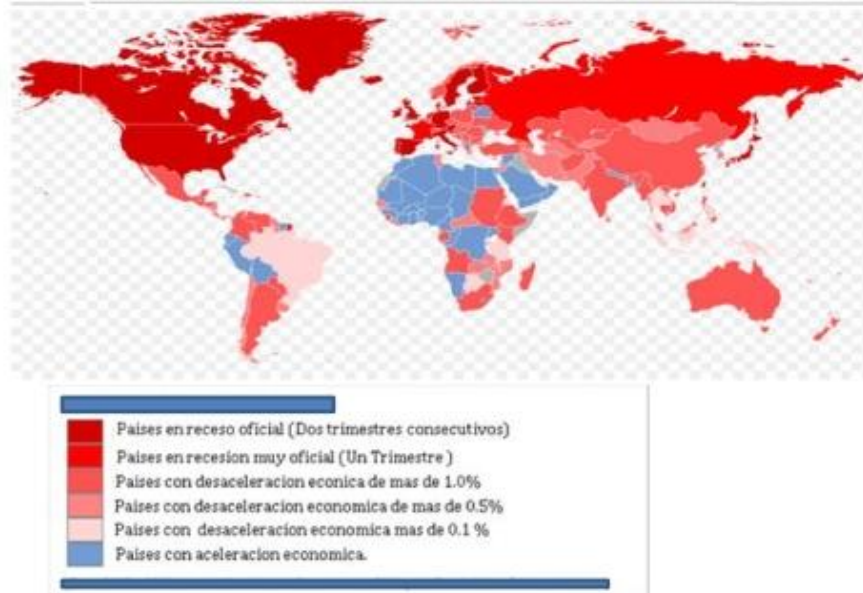 Paises en receso oficial (Dos trimestres consecutivos)
Paises en recesion muy oficial (Un Trimestre )
Paises con desaceleracion econica de mas de 1.0%
Paises con desaceleracion economica de mas de 0.5%
Paises con desaceleracion economica mas de 0.1 %
Paises con aceleracion economica.